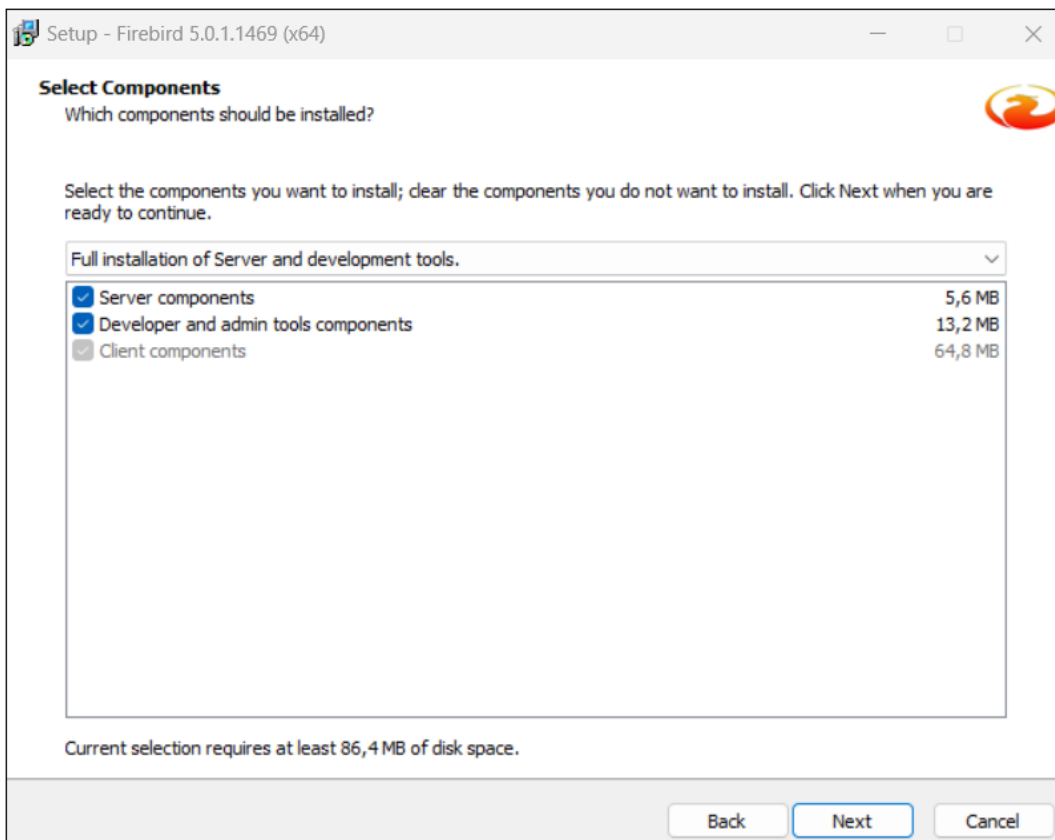 Setup - Firebird 5.0.1.1469 (x64)
Select Components
Which components should be installed?
Select the components you want to install; clear the components you do not want to install. Click Next when you are
ready to continue.
Full installation of Server and development tools.
Server components 5,6 MB
Developer and admin tools components 13,2 MB
Client components 64,8 MB
Current selection requires at least 86,4 MB of disk space.
Back Next Cancel